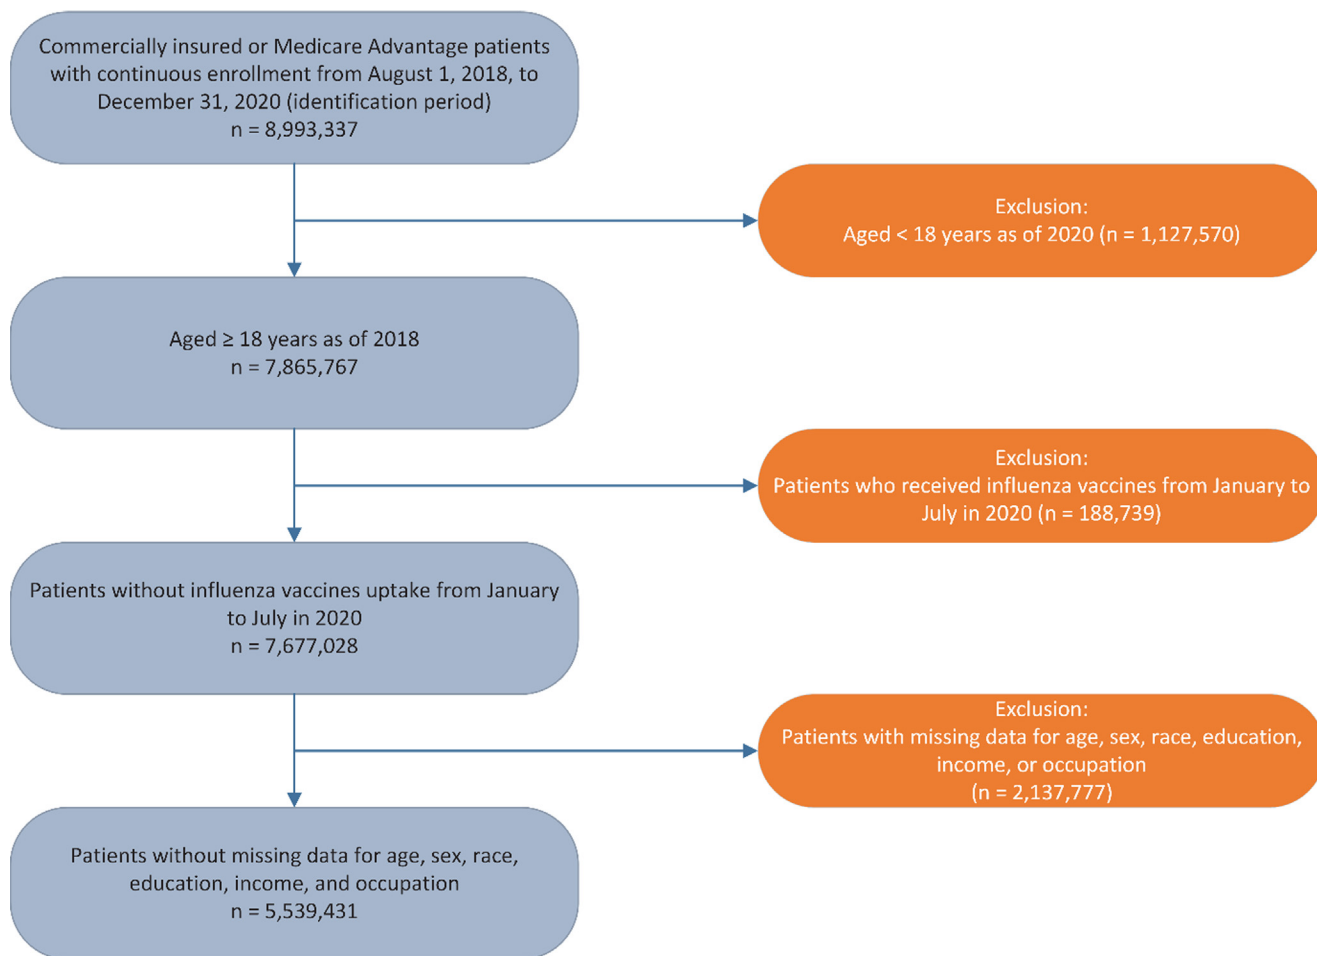 Commercially insured or Medicare Advantage patients
with continuous enrollment from August 1, 2018, to
December 31, 2020 (identification period)
n = 8,993,337
Exclusion:
Aged < 18 years as of 2020 (n = 1,127,570)
Aged ≥ 18 years as of 2018
n = 7,865,767
Exclusion:
Patients who received influenza vaccines from January to
July in 2020 (n = 188,739)
Patients without influenza vaccines uptake from January
to July in 2020
n = 7,677,028
Exclusion:
Patients with missing data for age, sex, race, education,
income, or occupation
(n = 2,137,777)
Patients without missing data for age, sex, race,
education, income, and occupation
n = 5,539,431